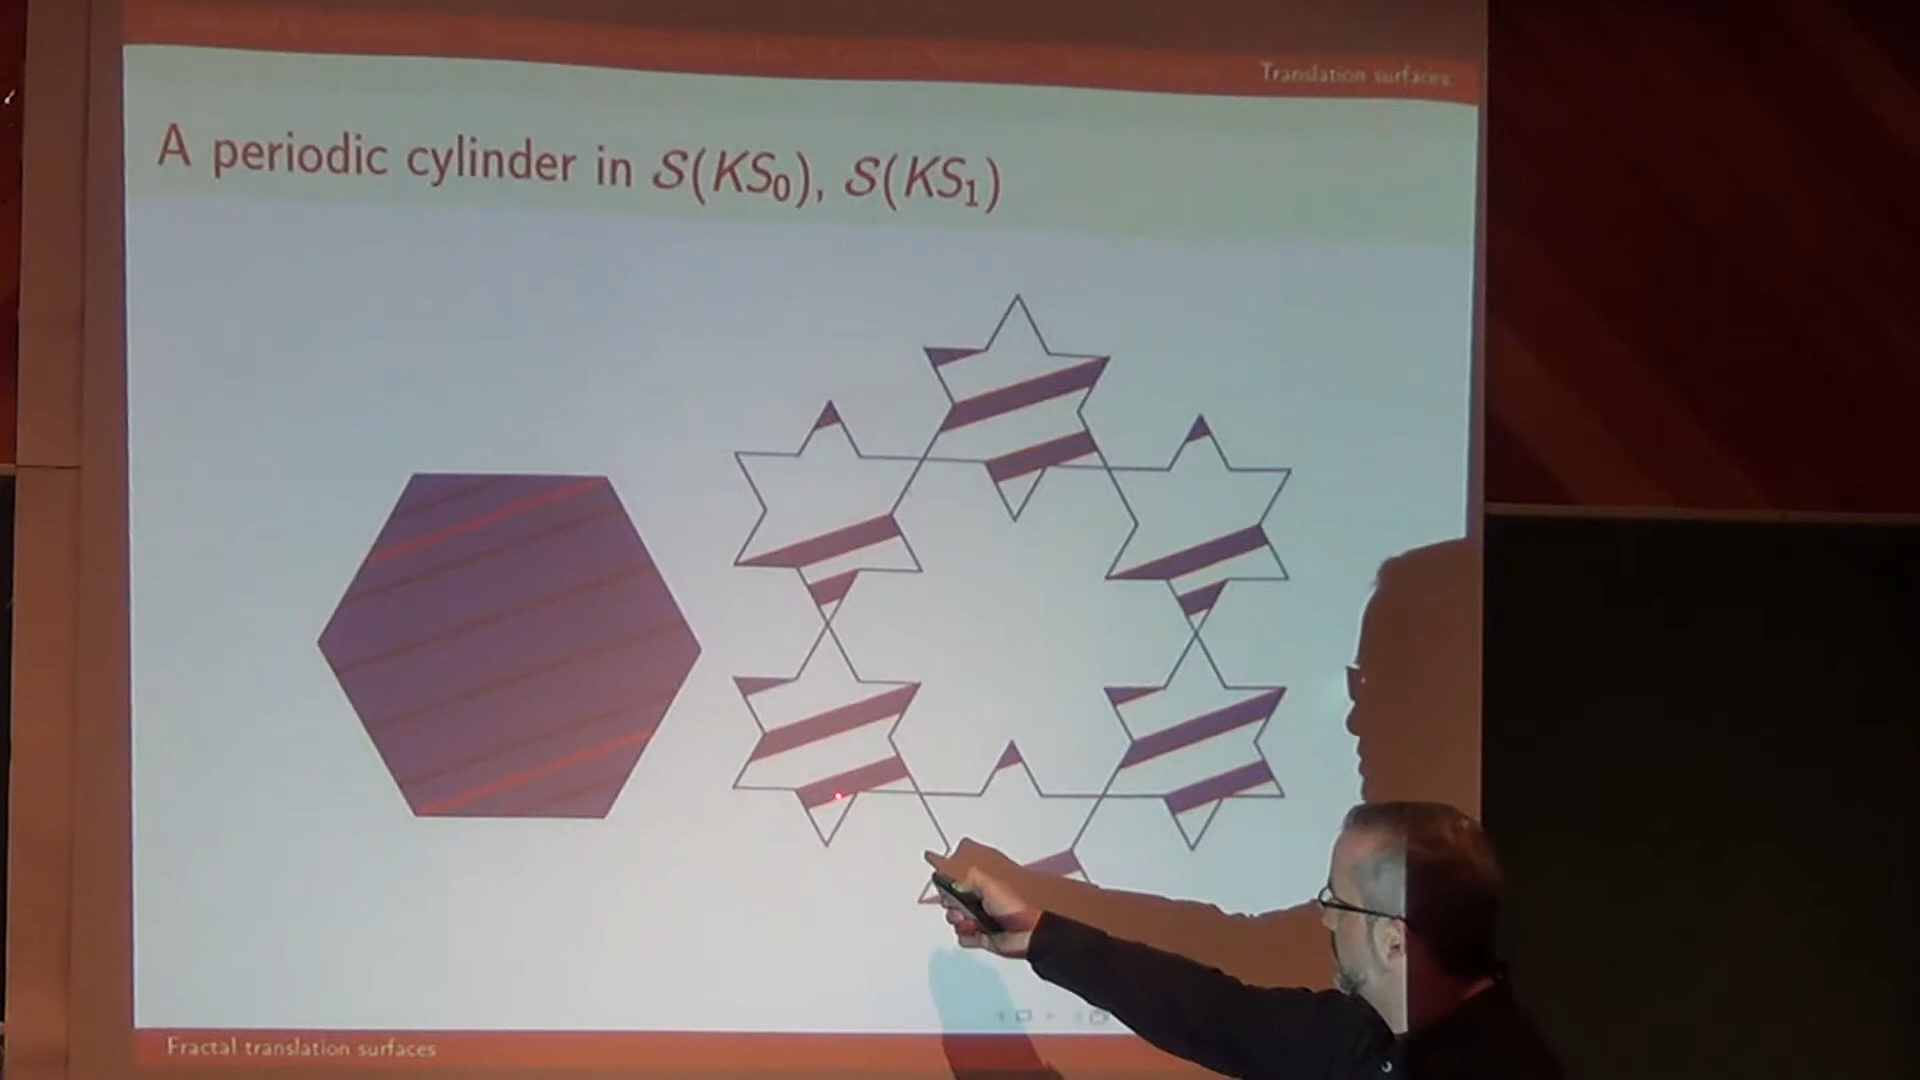 Translation surfaces
A periodic cylinder in 𝒮(KS₀), 𝒮(KS₁)
Fractal translation surfaces